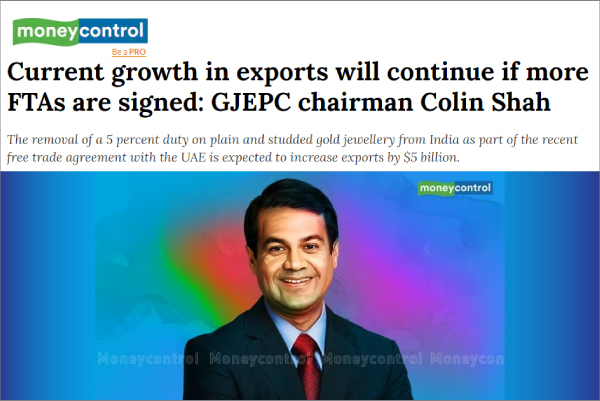 moneycontrol
Be a PRO
Current growth in exports will continue if more
FTAs are signed: GJEPC chairman Colin Shah
The removal of a 5 percent duty on plain and studded gold jewellery from India as part of the recent
free trade agreement with the UAE is expected to increase exports by $5 billion.
moneycontrol
Moneycontrol Moneycontrol Moneycontrol Moneycon